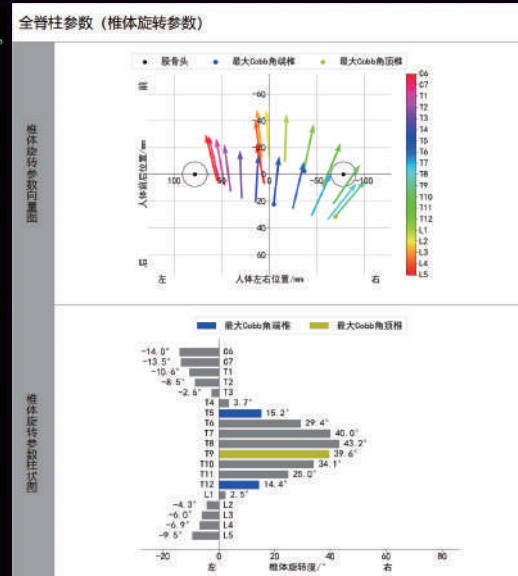 全脊柱参数（椎体旋转参数）
椎体旋转参数向量图
股骨头
最大Cobb角端椎
最大Cobb角顶椎
前
人体前后位置/mm
后
-60
-40
-20
0
20
40
60
100
50
0
-50
-100
左
人体左右位置/mm
右
C6
C7
T1
T2
T3
T4
T5
T6
T7
T8
T9
T10
T11
T12
L1
L2
L3
L4
L5
椎体旋转参数柱状图
最大Cobb角端椎
最大Cobb角顶椎
-14.0° C6
-13.5° C7
-10.6° T1
-8.5° T2
-2.6° T3
T4 3.7°
T5 15.2°
T6 29.4°
T7 40.0°
T8 43.2°
T9 39.6°
T10 34.1°
T11 25.0°
T12 14.4°
L1 2.5°
-4.3° L2
-6.0° L3
-6.9° L4
-9.5° L5
-20 0 20 40 60 80
左 椎体旋转度/° 右